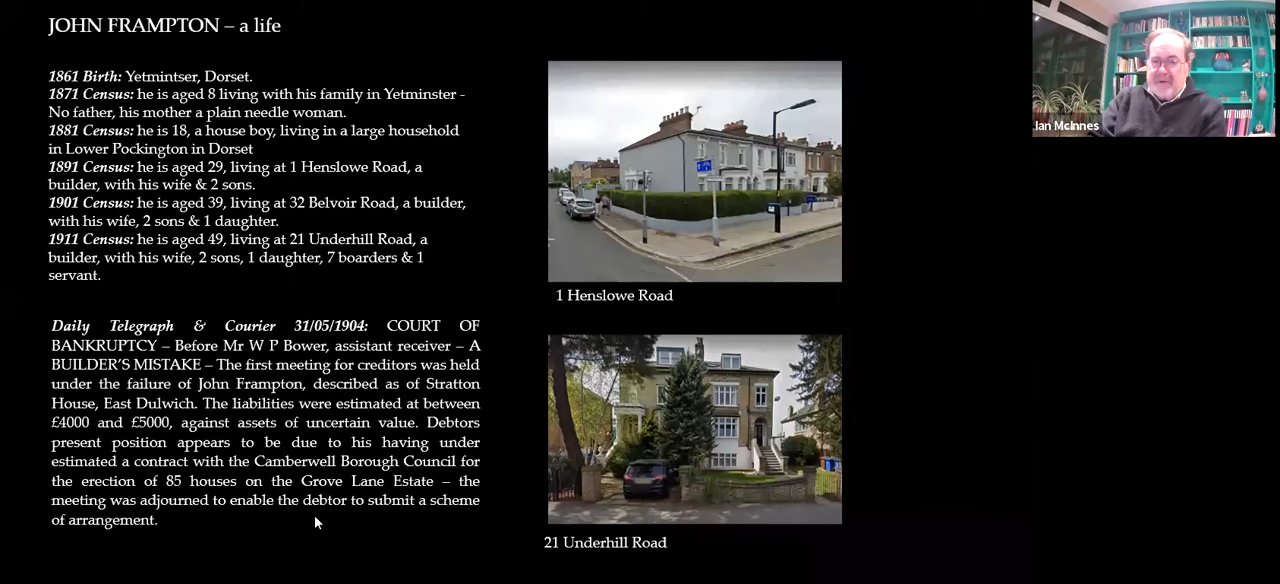 JOHN FRAMPTON – a life
1861 Birth: Yetmintser, Dorset.
1871 Census: he is aged 8 living with his family in Yetminster -
No father, his mother a plain needle woman.
1881 Census: he is 18, a house boy, living in a large household
in Lower Pockington in Dorset
1891 Census: he is aged 29, living at 1 Henslowe Road, a
builder, with his wife & 2 sons.
1901 Census: he is aged 39, living at 32 Belvoir Road, a builder,
with his wife, 2 sons & 1 daughter.
1911 Census: he is aged 49, living at 21 Underhill Road, a
builder, with his wife, 2 sons, 1 daughter, 7 boarders & 1
servant.
Daily Telegraph & Courier 31/05/1904: COURT OF
BANKRUPTCY – Before Mr W P Bower, assistant receiver – A
BUILDER'S MISTAKE – The first meeting for creditors was held
under the failure of John Frampton, described as of Stratton
House, East Dulwich. The liabilities were estimated at between
£4000 and £5000, against assets of uncertain value. Debtors
present position appears to be due to his having under
estimated a contract with the Camberwell Borough Council for
the erection of 85 houses on the Grove Lane Estate – the
meeting was adjourned to enable the debtor to submit a scheme
of arrangement.
1 Henslowe Road
21 Underhill Road
Ian McInnes